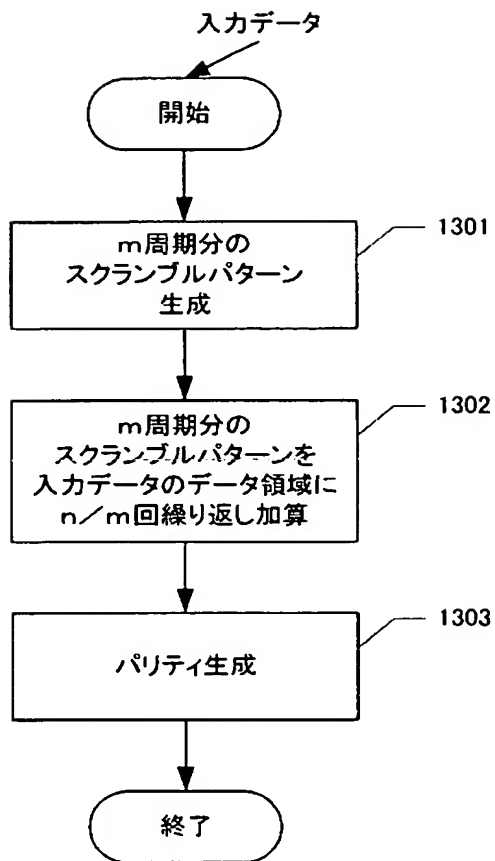 入力データ
開始
m周期分の
スクランブルパターン
生成
1301
m周期分の
スクランブルパターンを
入力データのデータ領域に
n／m回繰り返し加算
1302
パリティ生成
1303
終了